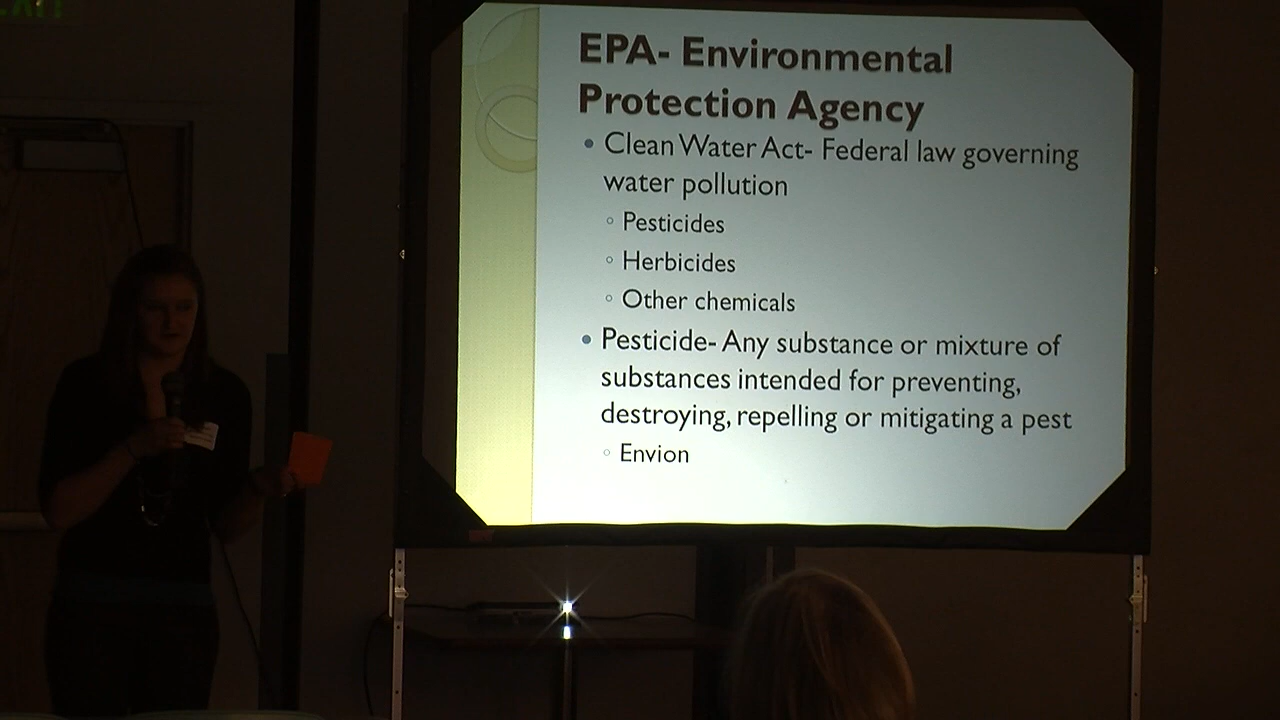 EPA- Environmental
Protection Agency
• Clean Water Act- Federal law governing
water pollution
◦ Pesticides
◦ Herbicides
◦ Other chemicals
• Pesticide- Any substance or mixture of
substances intended for preventing,
destroying, repelling or mitigating a pest
◦ Envion